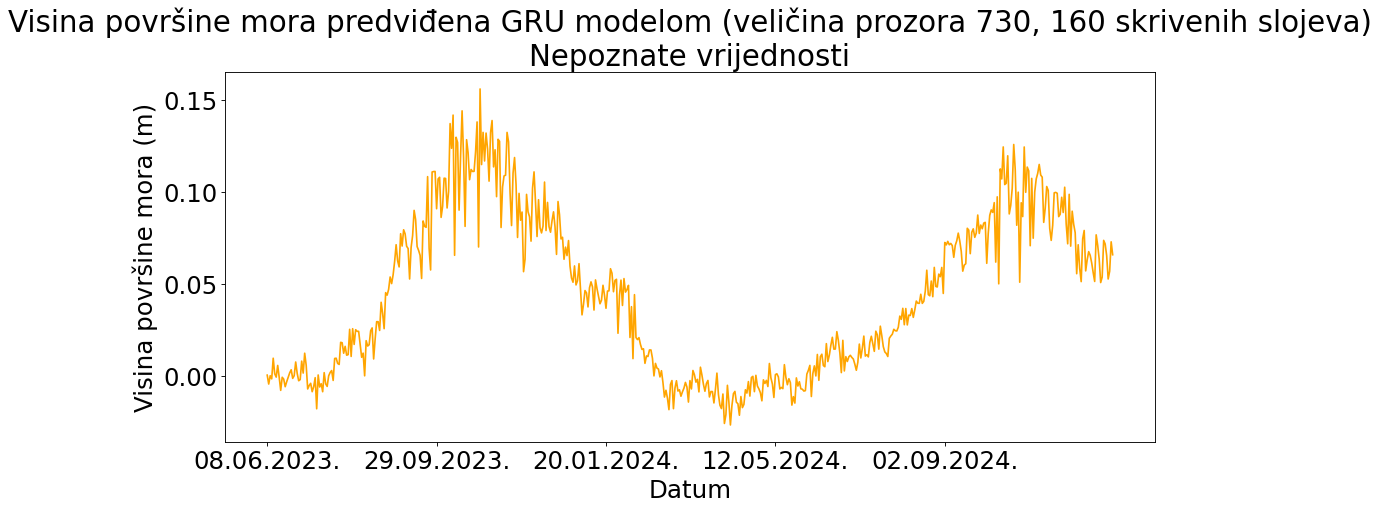 Visina površine mora predviđena GRU modelom (veličina prozora 730, 160 skrivenih slojeva)
Nepoznate vrijednosti
Visina površine mora (m)
0.15
0.10
0.05
0.00
08.06.2023. 29.09.2023. 20.01.2024. 12.05.2024. 02.09.2024.
Datum